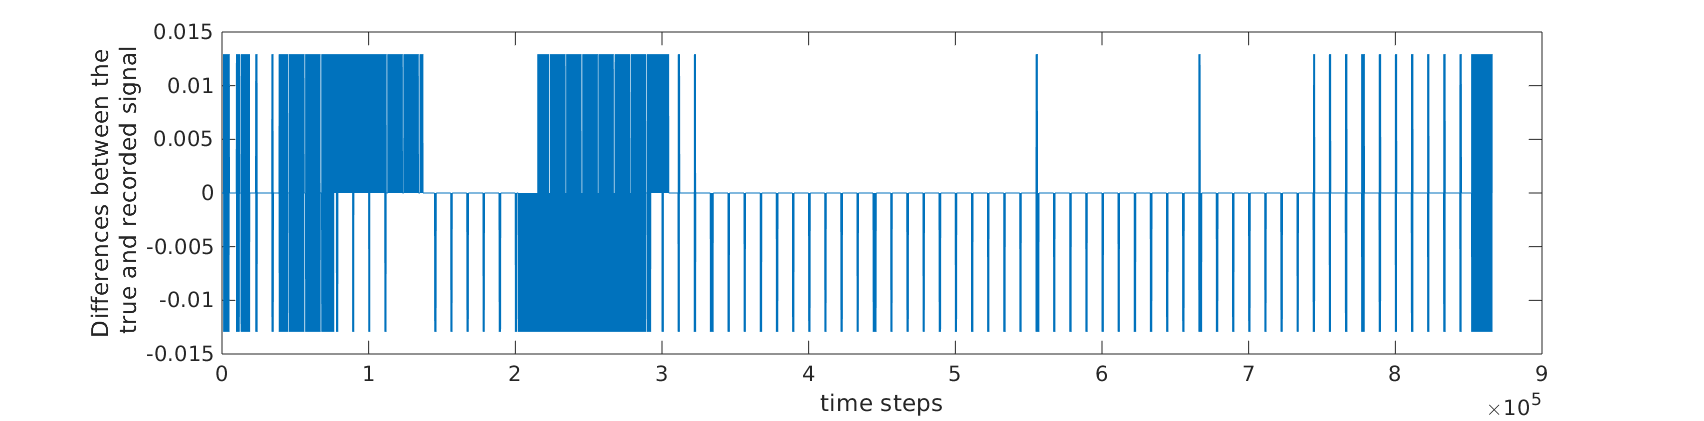 Differences between the
true and recorded signal
0.015
0.01
0.005
0
-0.005
-0.01
-0.015
0 1 2 3 4 5 6 7 8 9
time steps
×10^5